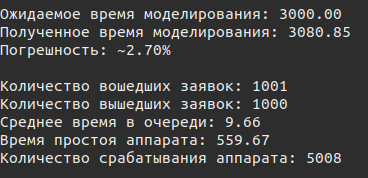 Ожидаемое время моделирования: 3000.00
Полученное время моделирования: 3080.85
Погрешность: ~2.70%
Количество вошедших заявок: 1001
Количество вышедших заявок: 1000
Среднее время в очереди: 9.66
Время простоя аппарата: 559.67
Количество срабатывания аппарата: 5008